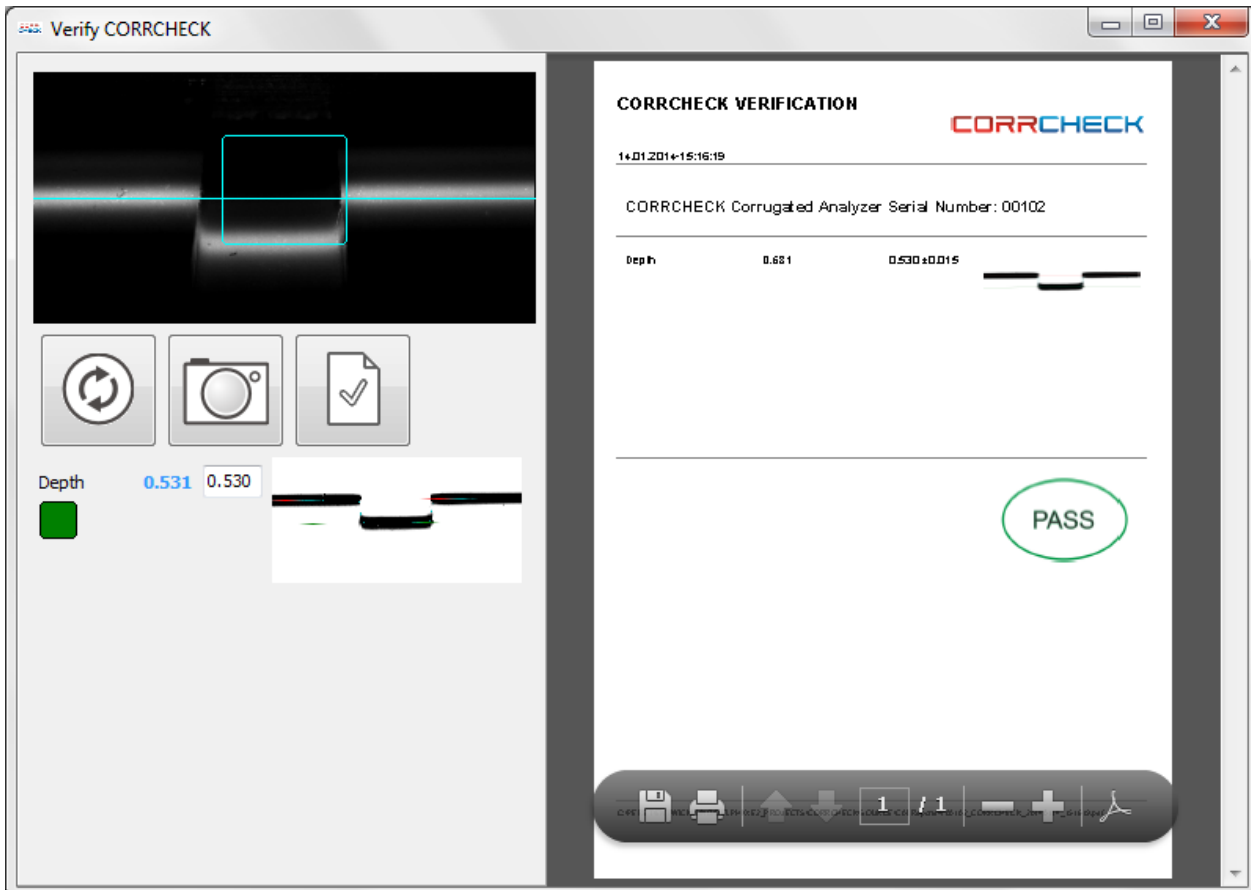 Verify CORRCHECK
Depth 0.531 0.530
CORRCHECK VERIFICATION
CORRCHECK
14.01.2014-15:16:19
CORRCHECK Corrugated Analyzer Serial Number: 00102
Depth 0.681 0.530±0.015
PASS
1 / 1